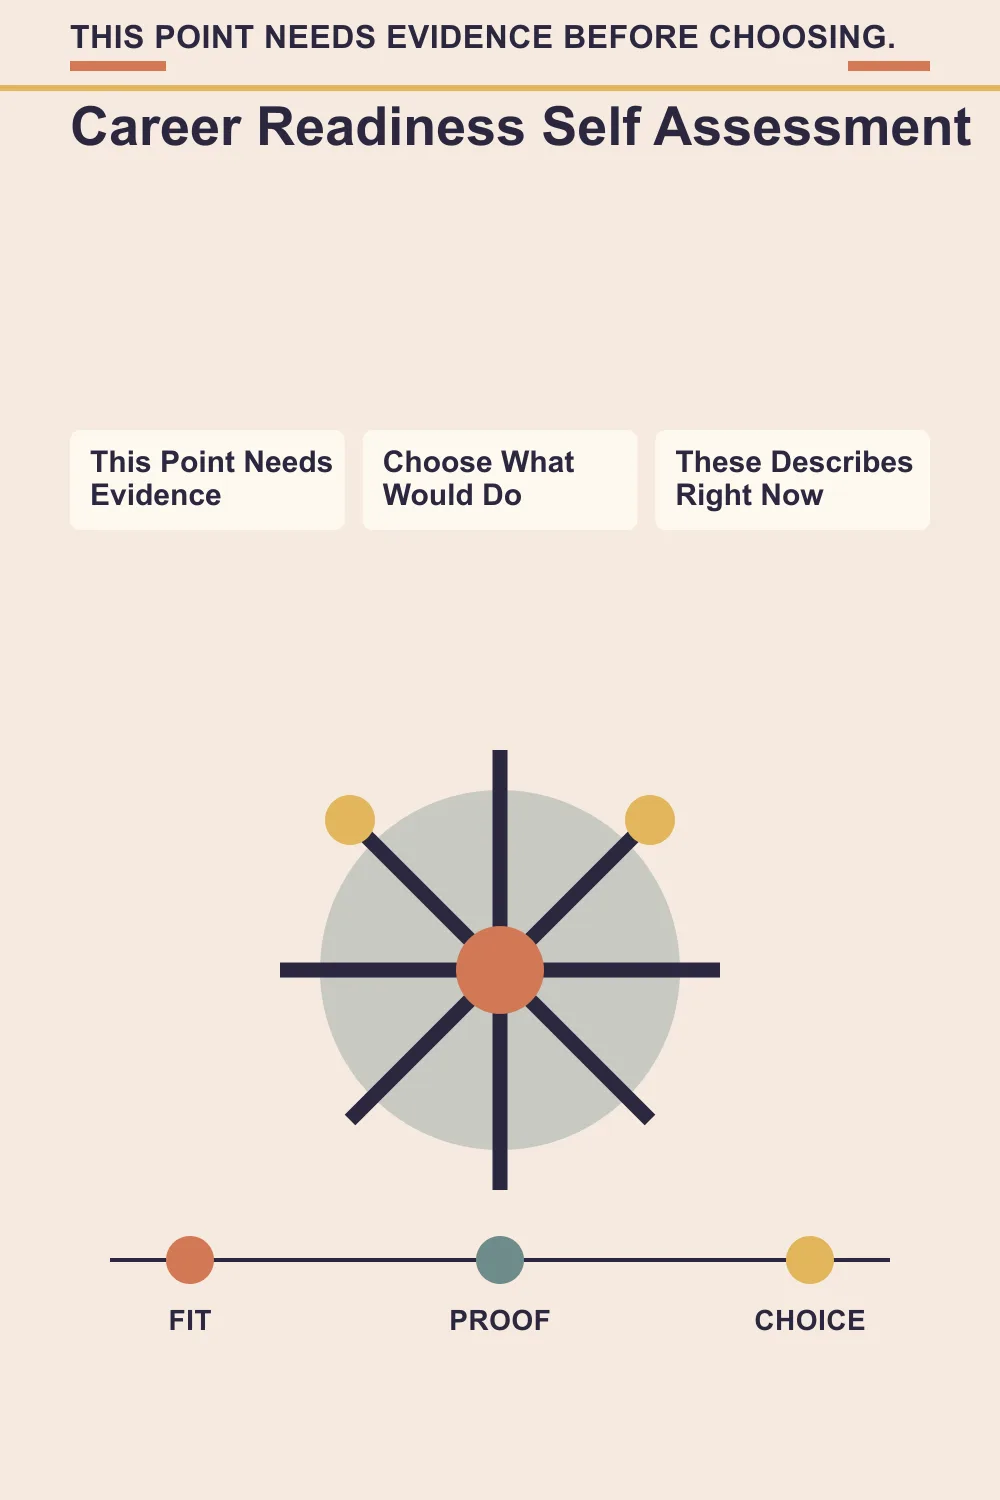 THIS POINT NEEDS EVIDENCE BEFORE CHOOSING.
Career Readiness Self Assessment
This Point Needs
Evidence
Choose What
Would Do
These Describes
Right Now
FIT
PROOF
CHOICE